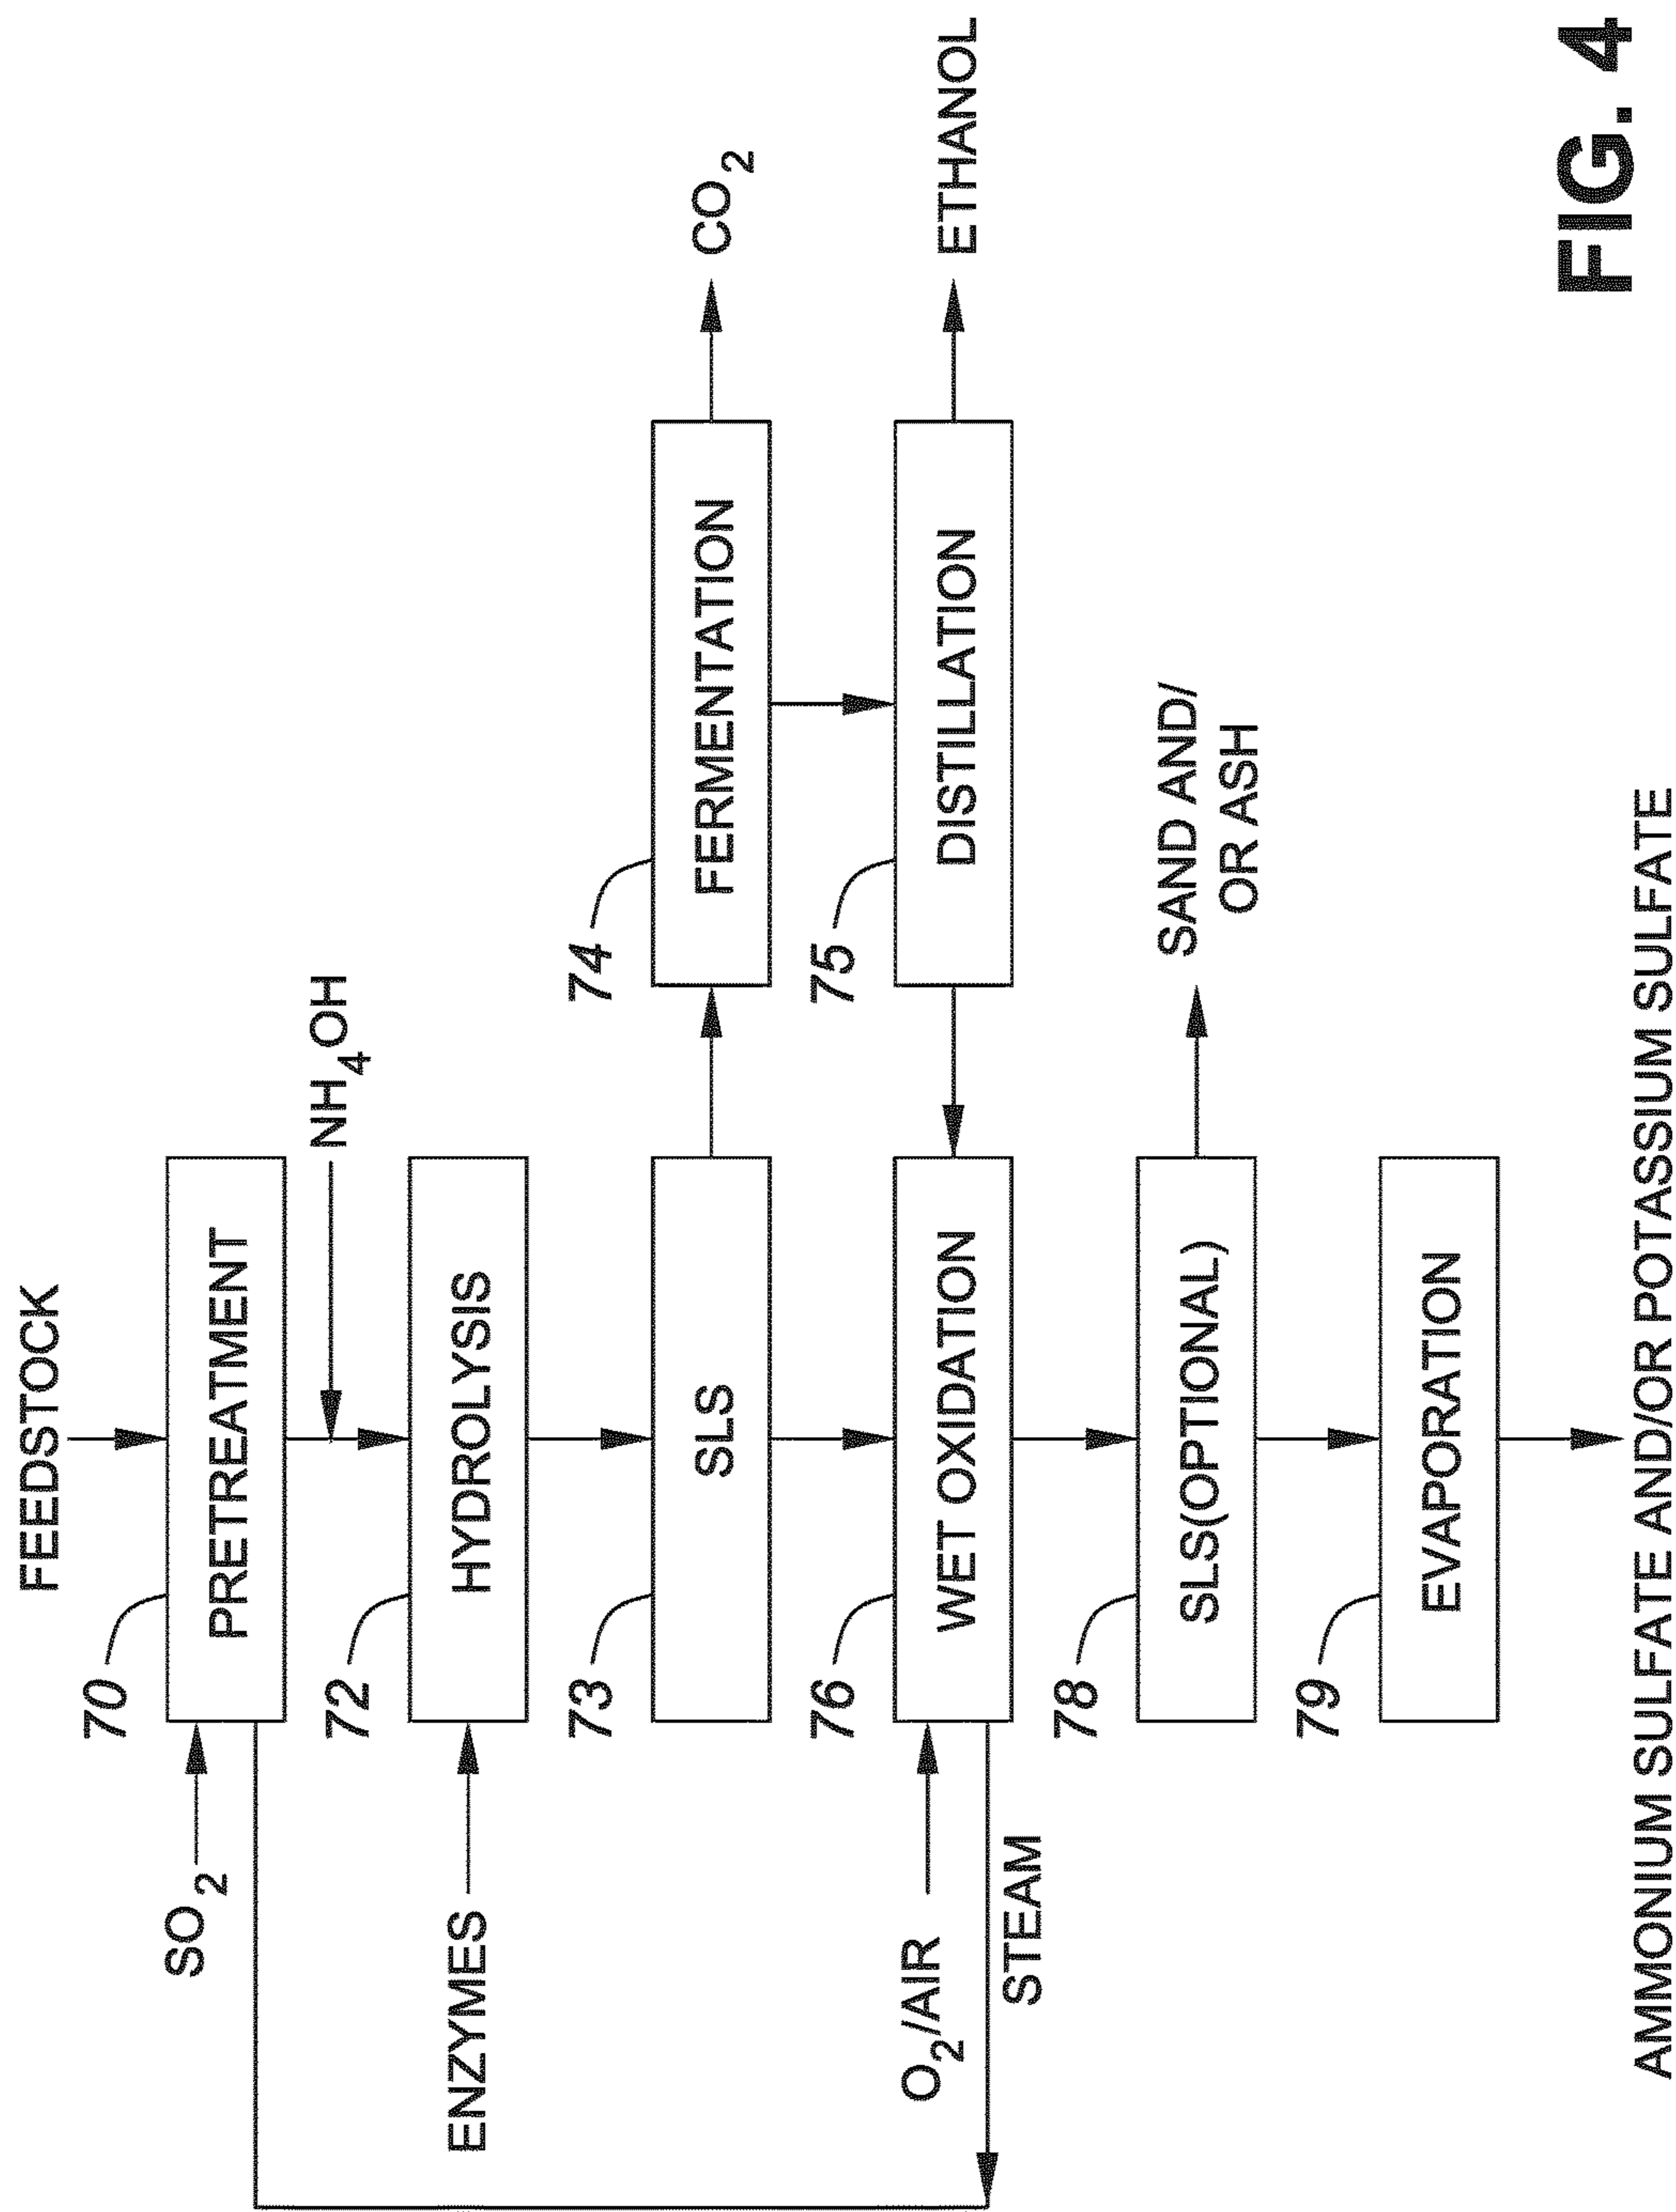 FEEDSTOCK
SO2
70
PRETREATMENT
NH4OH
ENZYMES
72
HYDROLYSIS
73
SLS
74
FERMENTATION
CO2
O2/AIR
76
WET OXIDATION
75
DISTILLATION
ETHANOL
STEAM
78
SLS(OPTIONAL)
SAND AND/
OR ASH
79
EVAPORATION
AMMONIUM SULFATE AND/OR POTASSIUM SULFATE
FIG. 4